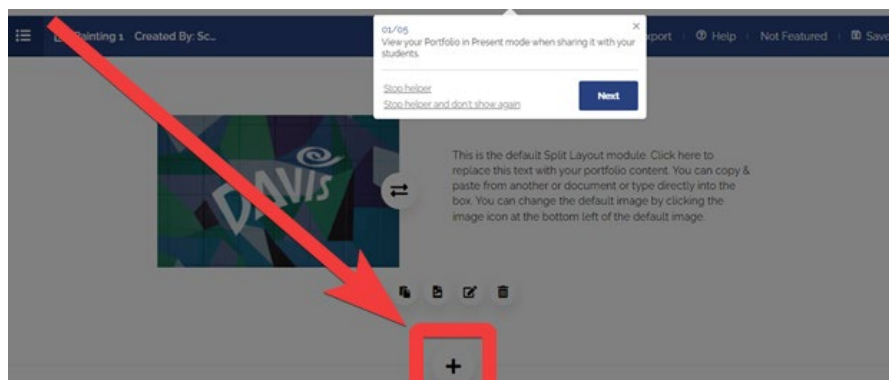 Painting 1 Created By: Sc...
01/05
View your Portfolio in Present mode when sharing it with your
students.
Stop helper
Stop helper and don't show again
Next
Help
Not Featured
Save
DAVIS
This is the default Split Layout module. Click here to
replace this text with your portfolio content. You can copy &
paste from another or document or type directly into the
box. You can change the default image by clicking the
image icon at the bottom left of the default image.